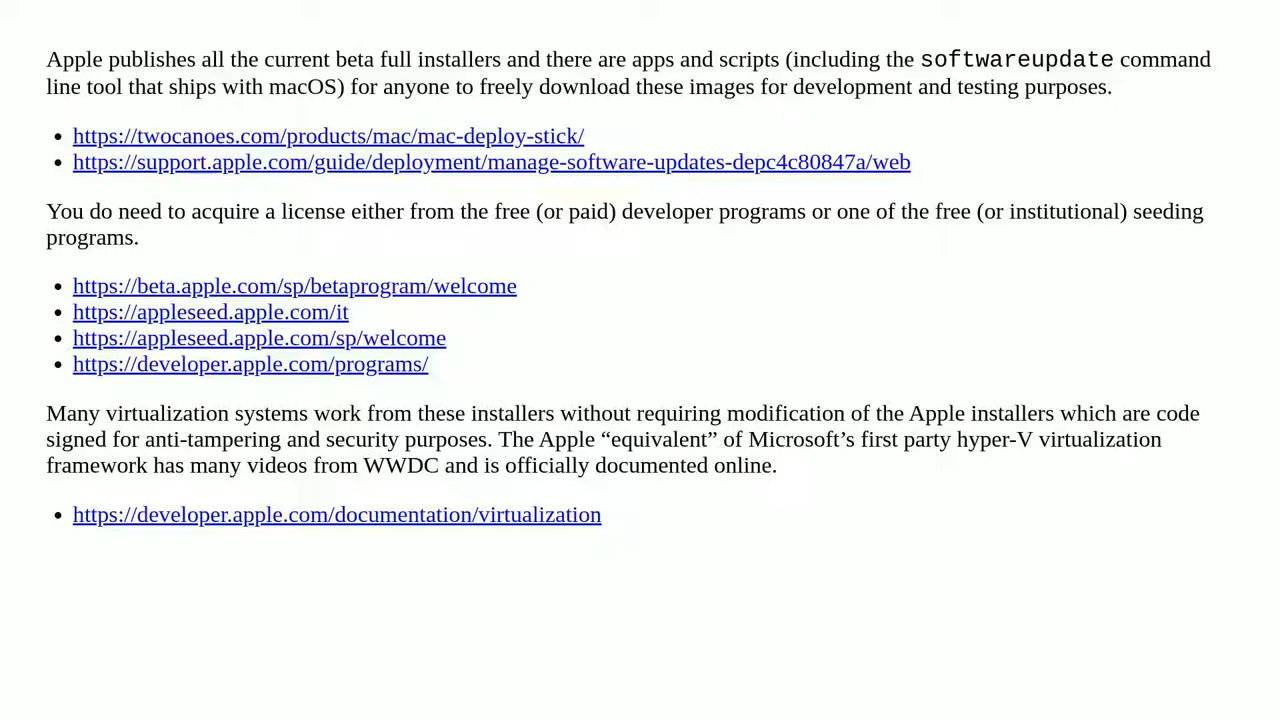 Apple publishes all the current beta full installers and there are apps and scripts (including the softwareupdate command
line tool that ships with macOS) for anyone to freely download these images for development and testing purposes.
• https://twocanoes.com/products/mac/mac-deploy-stick/
• https://support.apple.com/guide/deployment/manage-software-updates-depc4c80847a/web
You do need to acquire a license either from the free (or paid) developer programs or one of the free (or institutional) seeding
programs.
• https://beta.apple.com/sp/betaprogram/welcome
• https://appleseed.apple.com/it
• https://appleseed.apple.com/sp/welcome
• https://developer.apple.com/programs/
Many virtualization systems work from these installers without requiring modification of the Apple installers which are code
signed for anti-tampering and security purposes. The Apple “equivalent” of Microsoft’s first party hyper-V virtualization
framework has many videos from WWDC and is officially documented online.
• https://developer.apple.com/documentation/virtualization